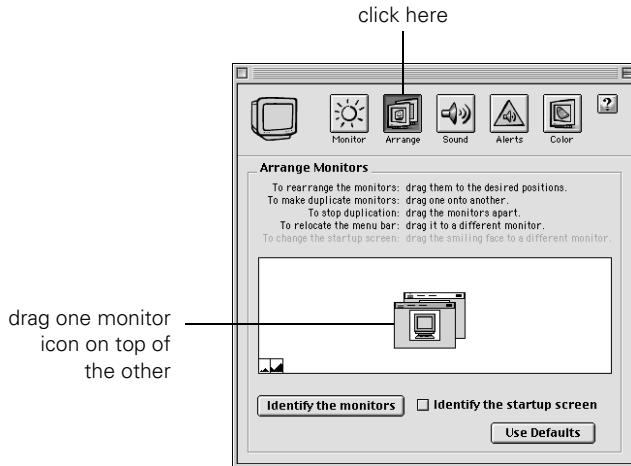 click here
Monitor Arrange Sound Alerts Color
?
Arrange Monitors
To rearrange the monitors: drag them to the desired positions.
To make duplicate monitors: drag one onto another.
To stop duplication: drag the monitors apart.
To relocate the menu bar: drag it to a different monitor.
To change the startup screen: drag the smiling face to a different monitor.
drag one monitor
icon on top of
the other
Identify the monitors Identify the startup screen
Use Defaults